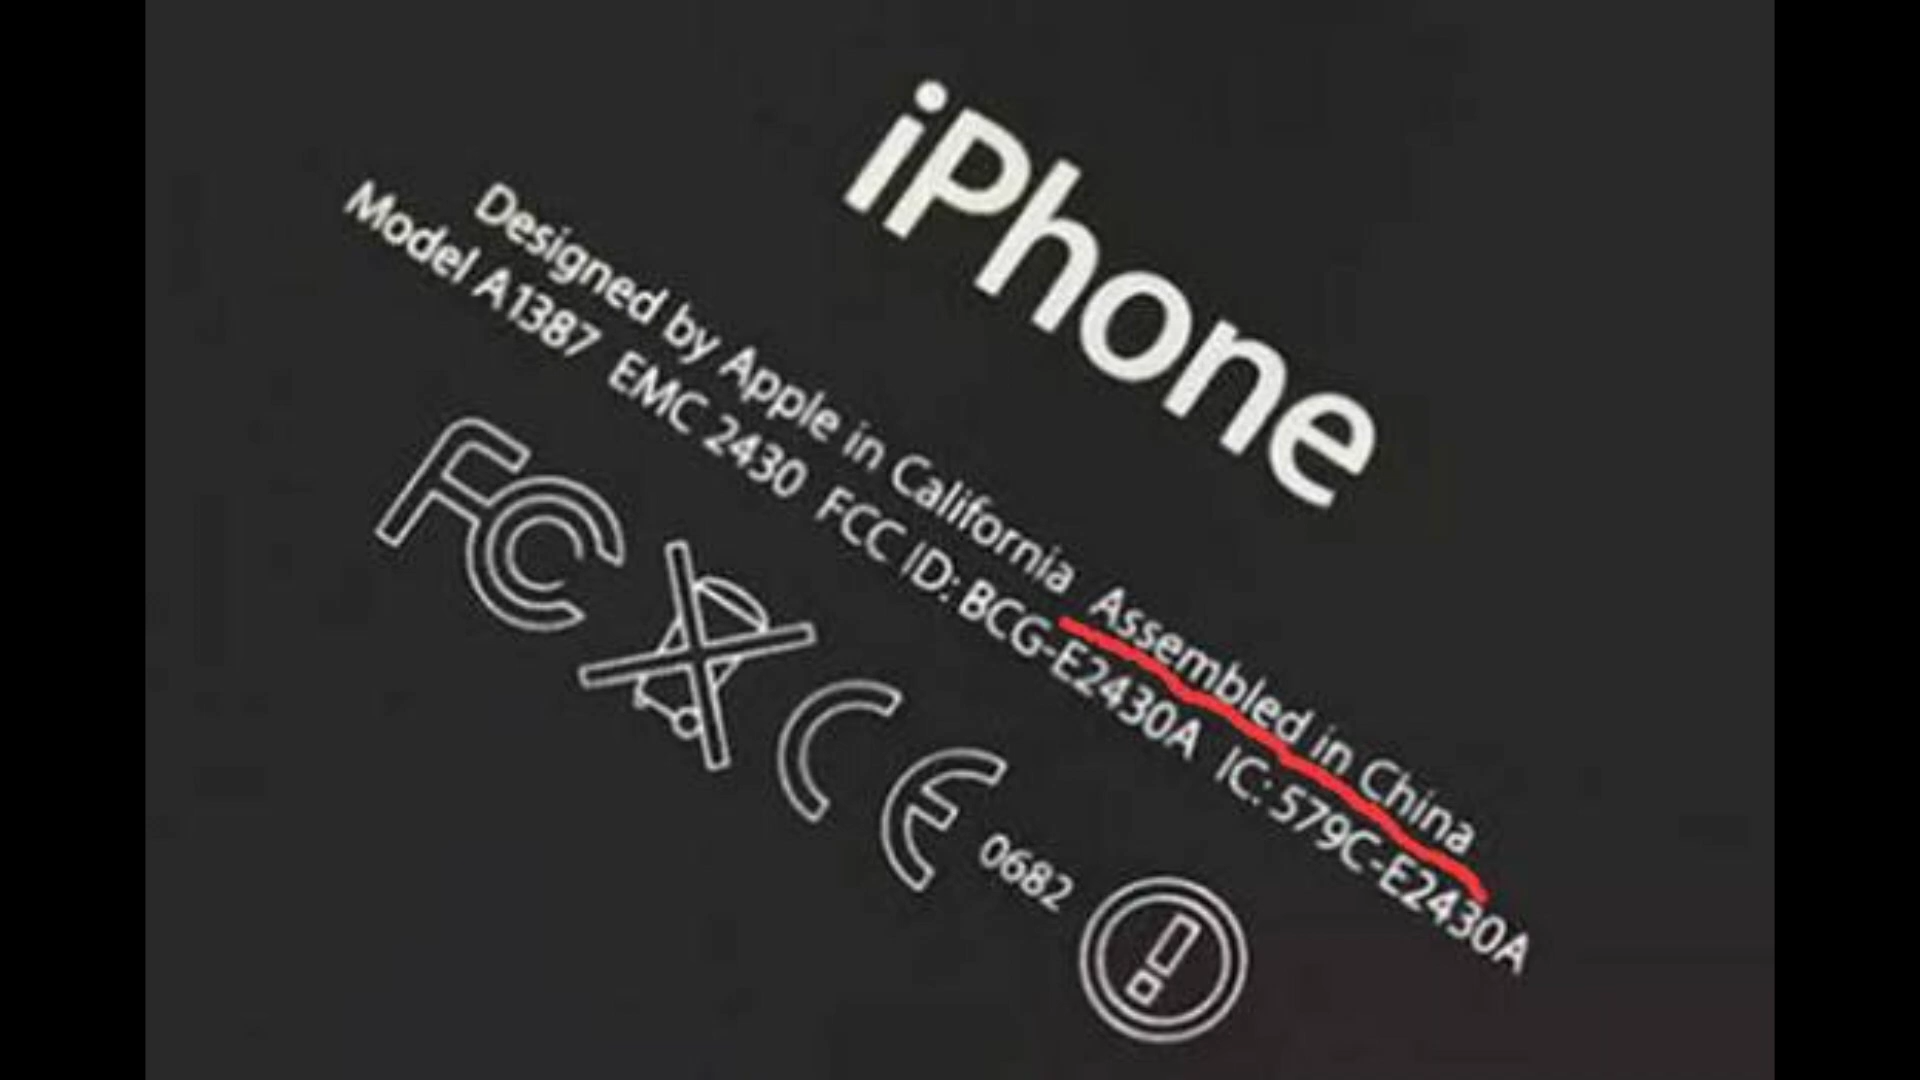 iPhone
Designed by Apple in California Assembled in China
Model A1387 EMC 2430 FCC ID: BCG-E2430A IC: 579C-E2430A
FC CE 0682 !